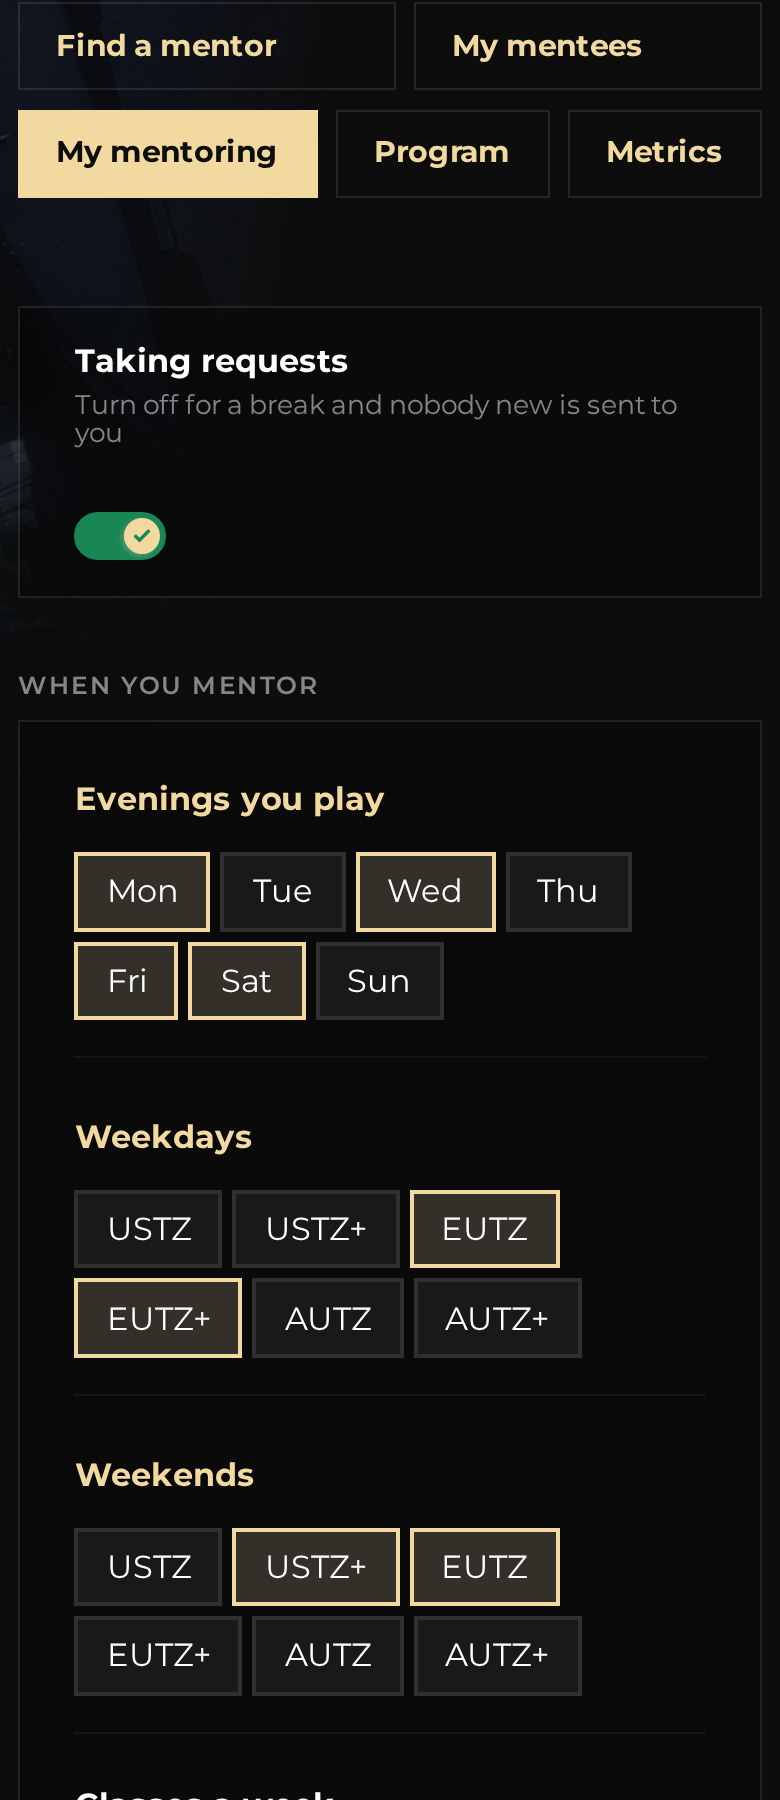 Find a mentor
My mentees
My mentoring
Program
Metrics
Taking requests
Turn off for a break and nobody new is sent to
you
WHEN YOU MENTOR
Evenings you play
Mon
Tue
Wed
Thu
Fri
Sat
Sun
Weekdays
USTZ
USTZ+
EUTZ
EUTZ+
AUTZ
AUTZ+
Weekends
USTZ
USTZ+
EUTZ
EUTZ+
AUTZ
AUTZ+
Classes a week